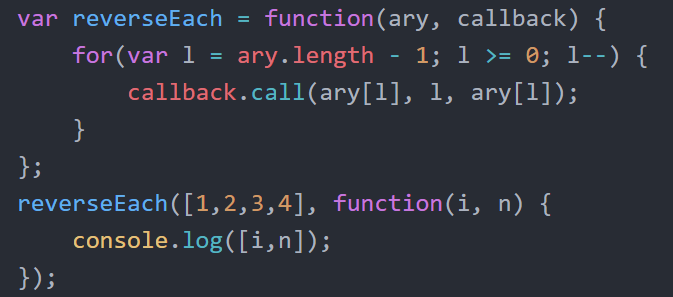 var reverseEach = function(ary, callback) {
    for(var l = ary.length - 1; l >= 0; l--) {
        callback.call(ary[l], l, ary[l]);
    }
};
reverseEach([1,2,3,4], function(i, n) {
    console.log([i,n]);
});